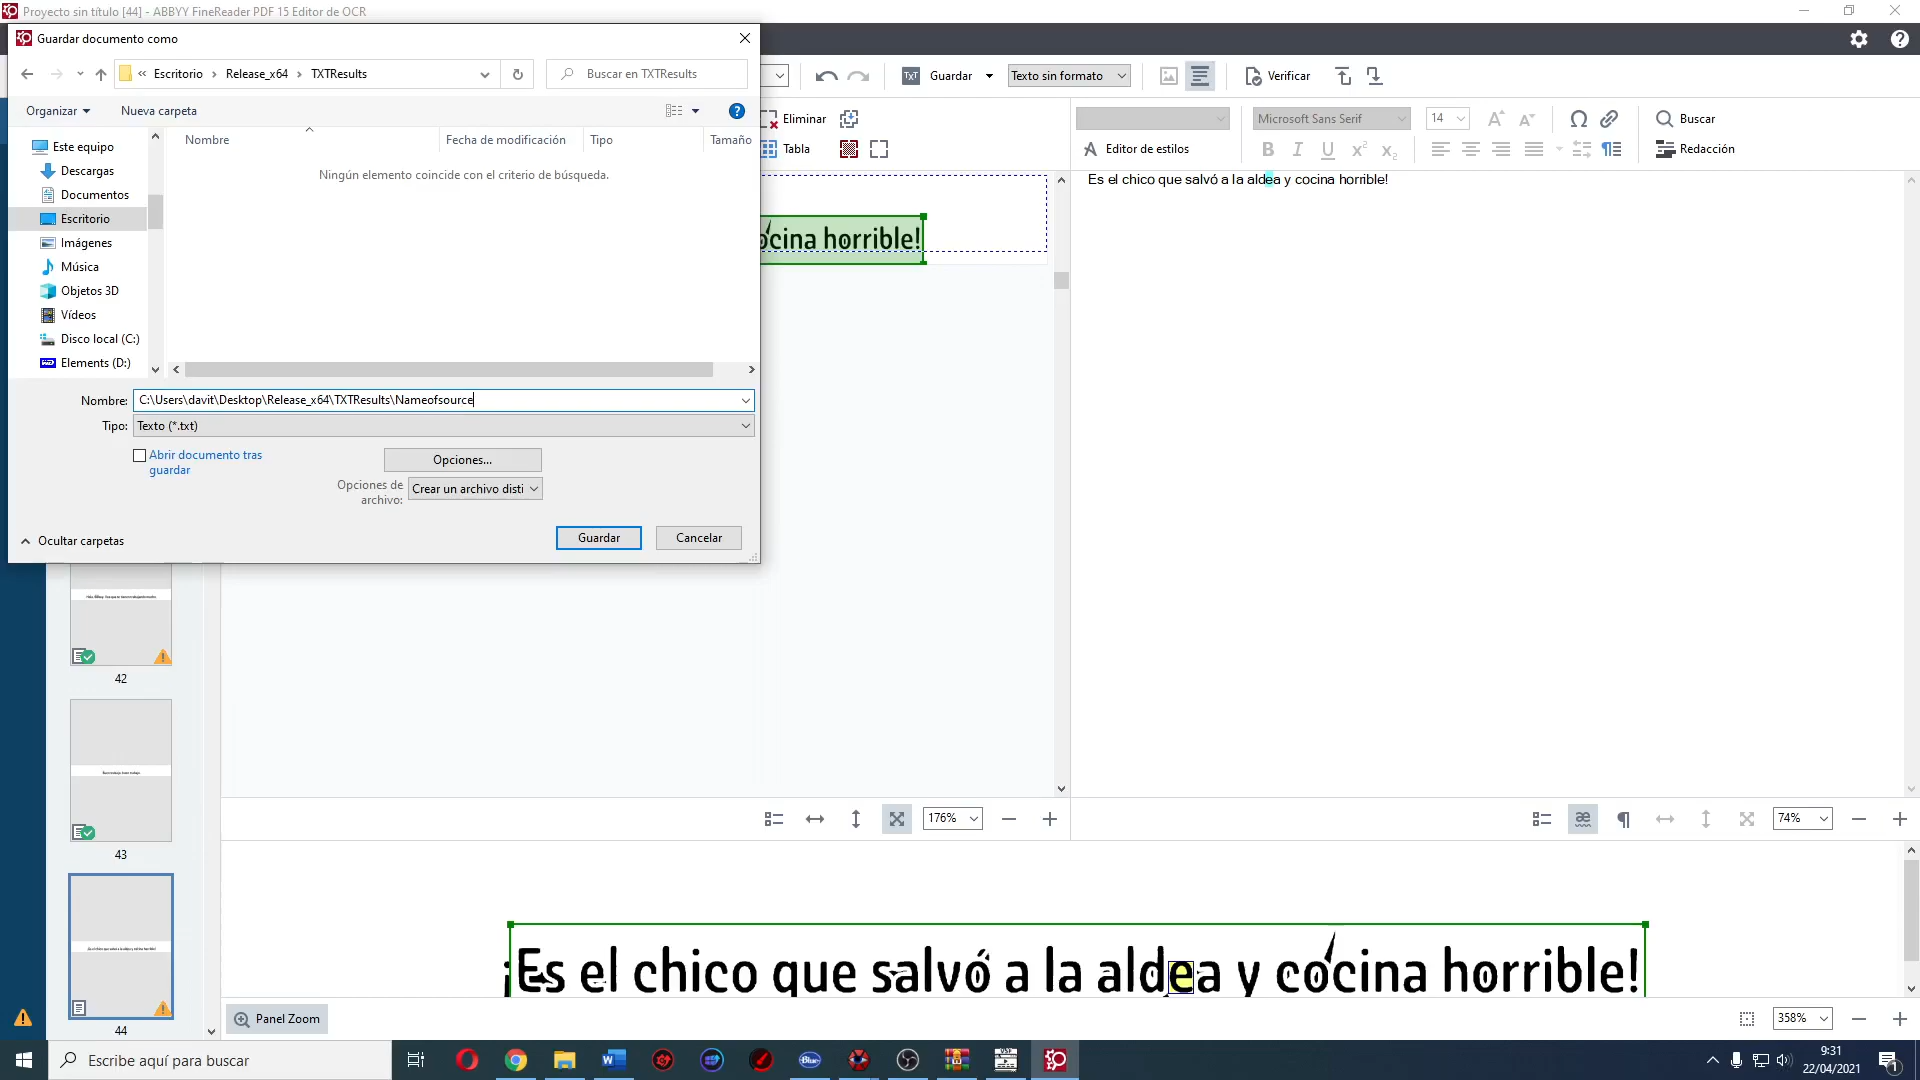 Proyecto sin título [44] - ABBYY FineReader PDF 15 Editor de OCR
Guardar documento como
« Escritorio › Release_x64 › TXTResults
Buscar en TXTResults
Organizar
Nueva carpeta
Nombre
Fecha de modificación
Tipo
Tamaño
Ningún elemento coincide con el criterio de búsqueda.
Este equipo
Descargas
Documentos
Escritorio
Imágenes
Música
Objetos 3D
Vídeos
Disco local (C:)
Elements (D:)
Nombre: C:\Users\davit\Desktop\Release_x64\TXTResults\Nameofsource
Tipo: Texto (*.txt)
Abrir documento tras
guardar
Opciones...
Opciones de
archivo:
Crear un archivo disti
Ocultar carpetas
Guardar
Cancelar
TXT Guardar
Texto sin formato
Verificar
Eliminar
Tabla
Microsoft Sans Serif
14
Buscar
Editor de estilos
Redacción
ocina horrible!
Es el chico que salvó a la aldea y cocina horrible!
42
43
44
176%
74%
¡Es el chico que salvó a la aldea y cocina horrible!
Panel Zoom
358%
Escribe aquí para buscar
9:31
22/04/2021
1